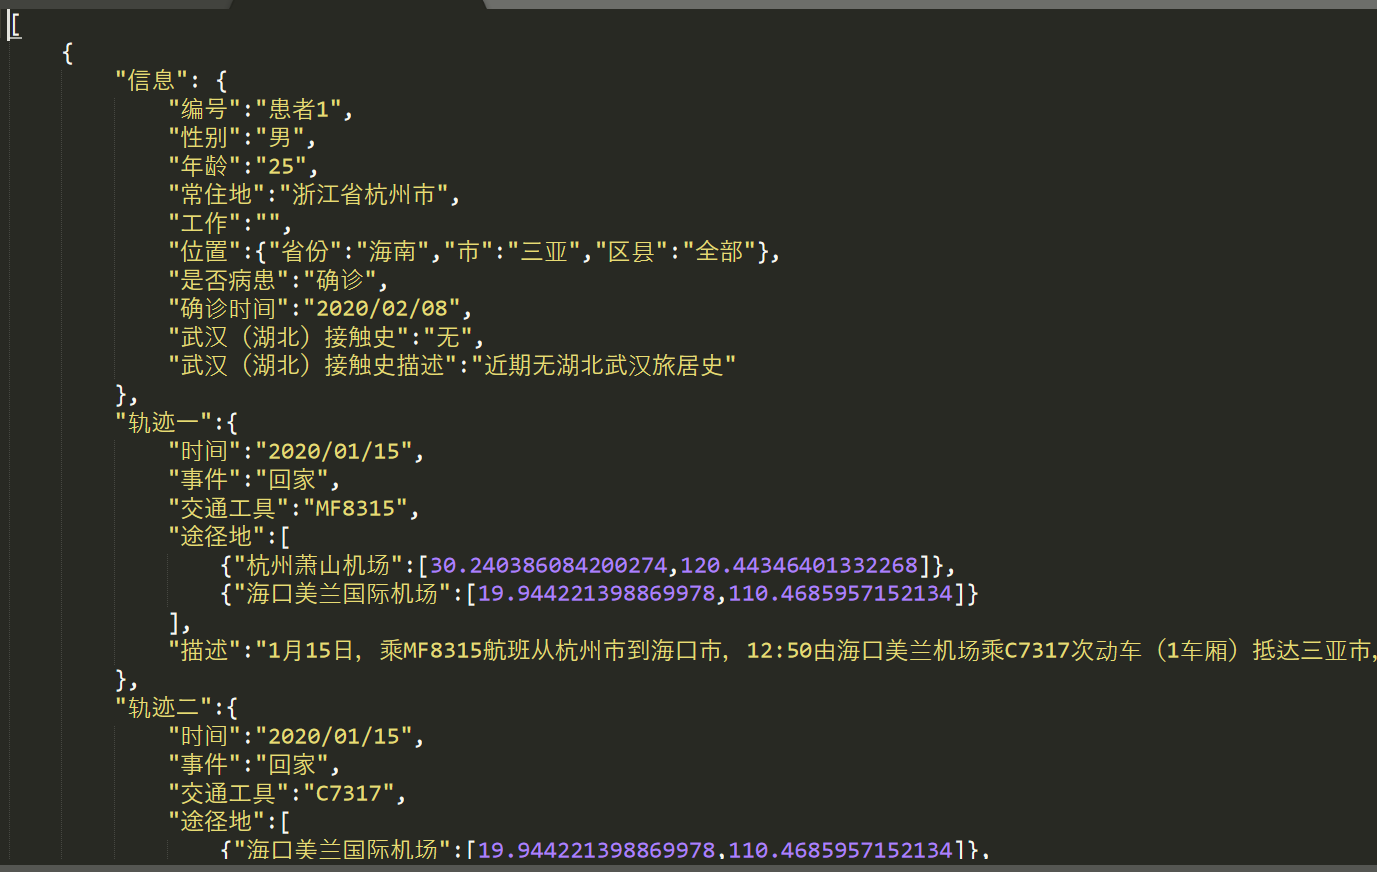 [
{
"信息": {
"编号":"患者1",
"性别":"男",
"年龄":"25",
"常住地":"浙江省杭州市",
"工作":"",
"位置":{"省份":"海南","市":"三亚","区县":"全部"},
"是否病患":"确诊",
"确诊时间":"2020/02/08",
"武汉（湖北）接触史":"无",
"武汉（湖北）接触史描述":"近期无湖北武汉旅居史"
},
"轨迹一":{
"时间":"2020/01/15",
"事件":"回家",
"交通工具":"MF8315",
"途径地":[
{"杭州萧山机场":[30.240386084200274,120.44346401332268]},
{"海口美兰国际机场":[19.944221398869978,110.4685957152134]}
],
"描述":"1月15日，乘MF8315航班从杭州市到海口市，12:50由海口美兰机场乘C7317次动车（1车厢）抵达三亚市，
},
"轨迹二":{
"时间":"2020/01/15",
"事件":"回家",
"交通工具":"C7317",
"途径地":[
{"海口美兰国际机场":[19.944221398869978,110.4685957152134]},